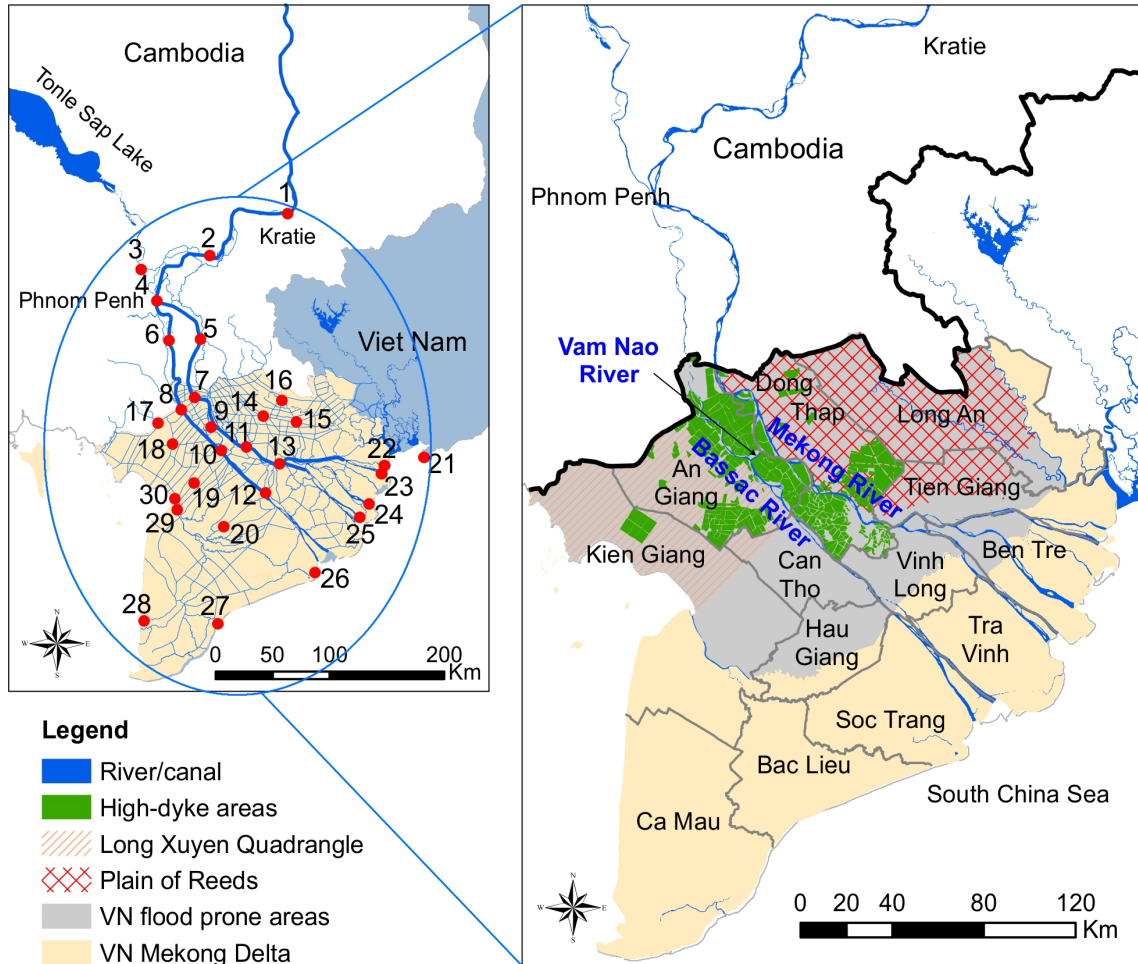 Cambodia
Tonle Sap Lake
1
Kratie
2
3
4
Phnom Penh
6
5
Viet Nam
7
8
16
14
17
9
15
11
18
10
13
22
21
12
23
30
19
24
29
20
25
26
28
27
N
W
E
S
0
50
100
200
Km
Legend
River/canal
High-dyke areas
Long Xuyen Quadrangle
Plain of Reeds
VN flood prone areas
VN Mekong Delta
Kratie
Cambodia
Phnom Penh
Vam Nao
River
Dong
Thap
Long An
Mekong River
An
Giang
Bassac River
Tien Giang
Kien Giang
Can
Tho
Vinh
Long
Ben Tre
Hau
Giang
Tra
Vinh
Soc Trang
Bac Lieu
Ca Mau
South China Sea
N
W
E
S
0
20
40
80
120
Km